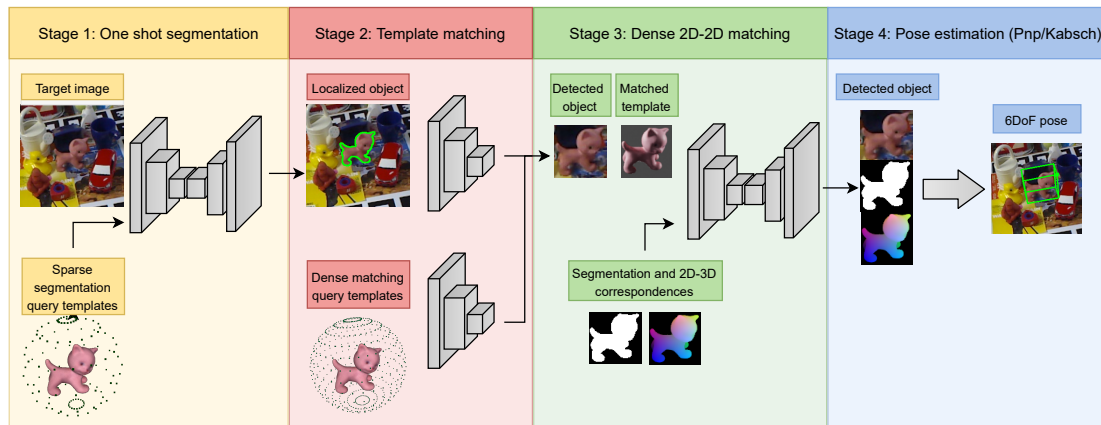 Stage 1: One shot segmentation
Stage 2: Template matching
Stage 3: Dense 2D-2D matching
Stage 4: Pose estimation (Pnp/Kabsch)
Target image
Sparse
segmentation
query templates
Localized object
Dense matching
query templates
Detected
object
Matched
template
Segmentation and 2D-3D
correspondences
Detected object
6DoF pose